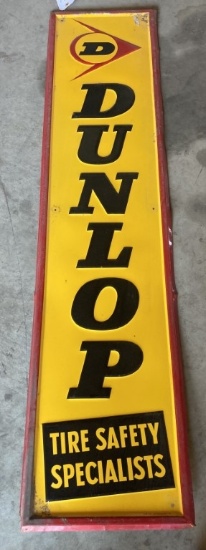 D
DUNLOP
TIRE SAFETY
SPECIALISTS